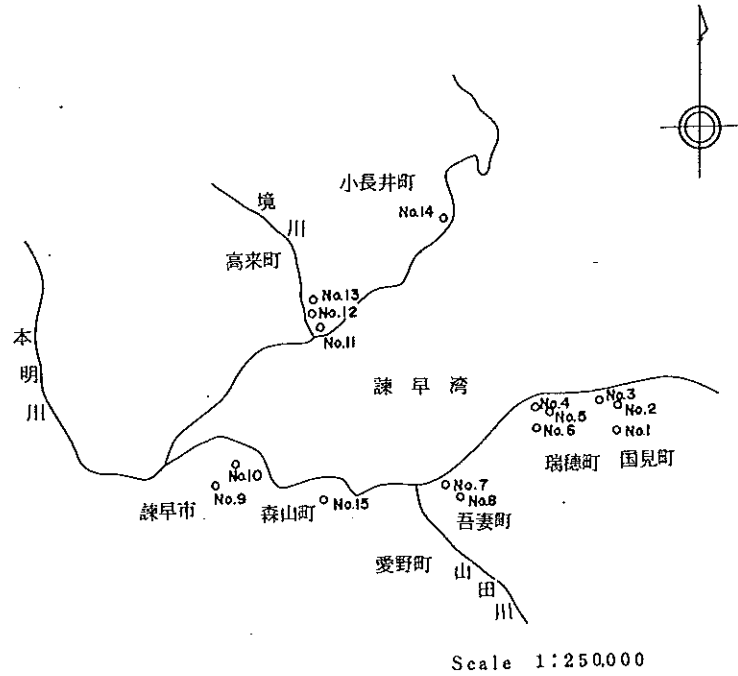 小長井町
No.14
境川
高来町
No.13
No.12
No.11
本明川
諫早湾
No.3
No.4
No.2
No.5
No.6
No.1
瑞穂町
国見町
No.10
No.9
諫早市
森山町
No.15
No.7
No.8
吾妻町
愛野町
山田川
Scale 1:250,000